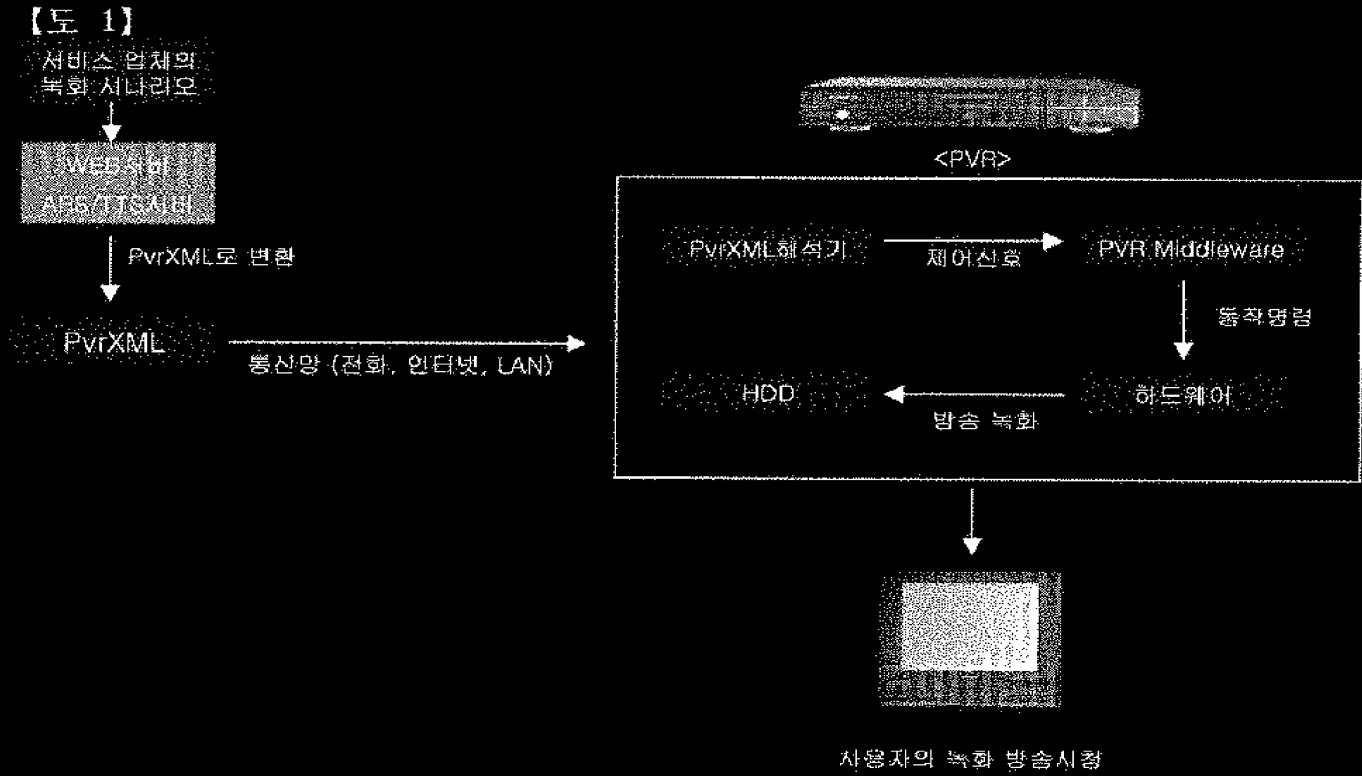 【도 1】
서비스 업체의
녹화 시나리오
WEB서버
ARS/TTS서버
PvrXML로 변환
PvrXML
통신망 (전화, 인터넷, LAN)
<PVR>
PvrXML해석기
제어신호
PVR Middleware
동작명령
HDD
방송 녹화
하드웨어
사용자의 녹화 방송시청